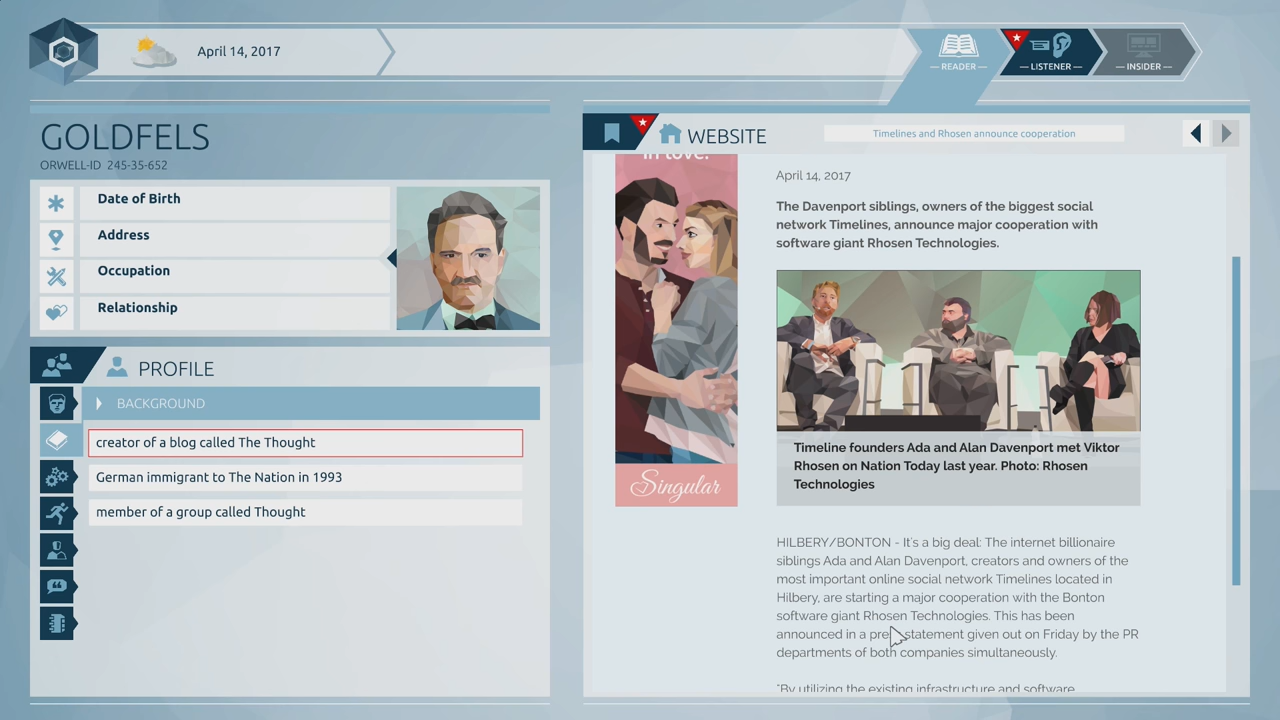 April 14, 2017
— READER —
— LISTENER —
— INSIDER —
GOLDFELS
ORWELL-ID 245-35-652
Date of Birth
Address
Occupation
Relationship
PROFILE
BACKGROUND
creator of a blog called The Thought
German immigrant to The Nation in 1993
member of a group called Thought
WEBSITE
Timelines and Rhosen announce cooperation
in love.
Singular
April 14, 2017
The Davenport siblings, owners of the biggest social
network Timelines, announce major cooperation with
software giant Rhosen Technologies.
Timeline founders Ada and Alan Davenport met Viktor
Rhosen on Nation Today last year. Photo: Rhosen
Technologies
HILBERY/BONTON - It's a big deal: The internet billionaire
siblings Ada and Alan Davenport, creators and owners of the
most important online social network Timelines located in
Hilbery, are starting a major cooperation with the Bonton
software giant Rhosen Technologies. This has been
announced in a statement given out on Friday by the PR
departments of both companies simultaneously.
"By utilizing the existing infrastructure and software